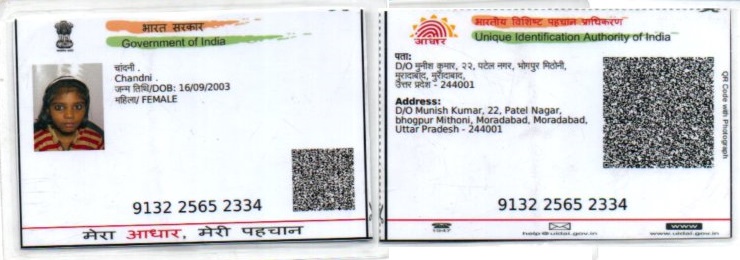 भारत सरकार
Government of India
चांदनी .
Chandni .
जन्म तिथि/DOB: 16/09/2003
महिला/ FEMALE
9132 2565 2334
मेरा आधार, मेरी पहचान
भारतीय विशिष्ट पहचान प्राधिकरण
आधार
Unique Identification Authority of India
पता:
D/O मुनीश कुमार, २२, पटेल नगर, भोगपुर मिठोनी,
मुरादाबाद, मुरादाबाद,
उत्तर प्रदेश - 244001
Address:
D/O Munish Kumar, 22, Patel Nagar,
bhogpur Mithoni, Moradabad, Moradabad,
Uttar Pradesh - 244001
QR Code with Photograph
9132 2565 2334
1947
help@uidai.gov.in
www
www.uidai.gov.in